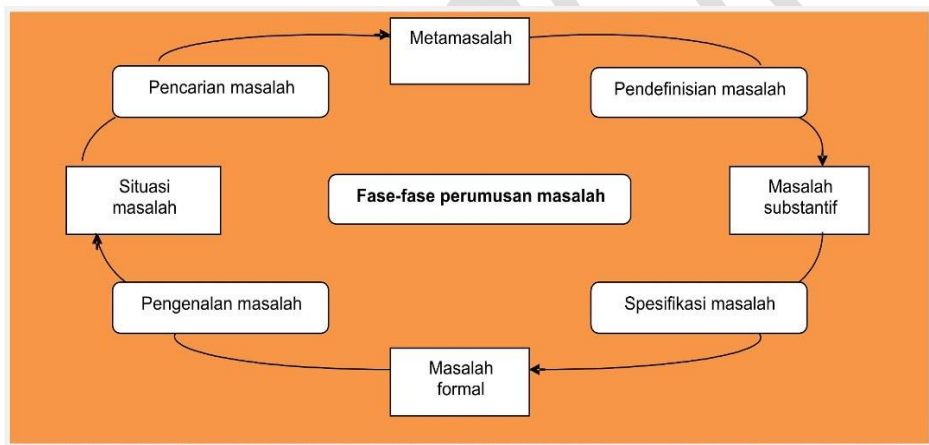 Metamasalah
Pencarian masalah
Pendefinisian masalah
Situasi
masalah
Fase-fase perumusan masalah
Masalah
substantif
Pengenalan masalah
Spesifikasi masalah
Masalah
formal